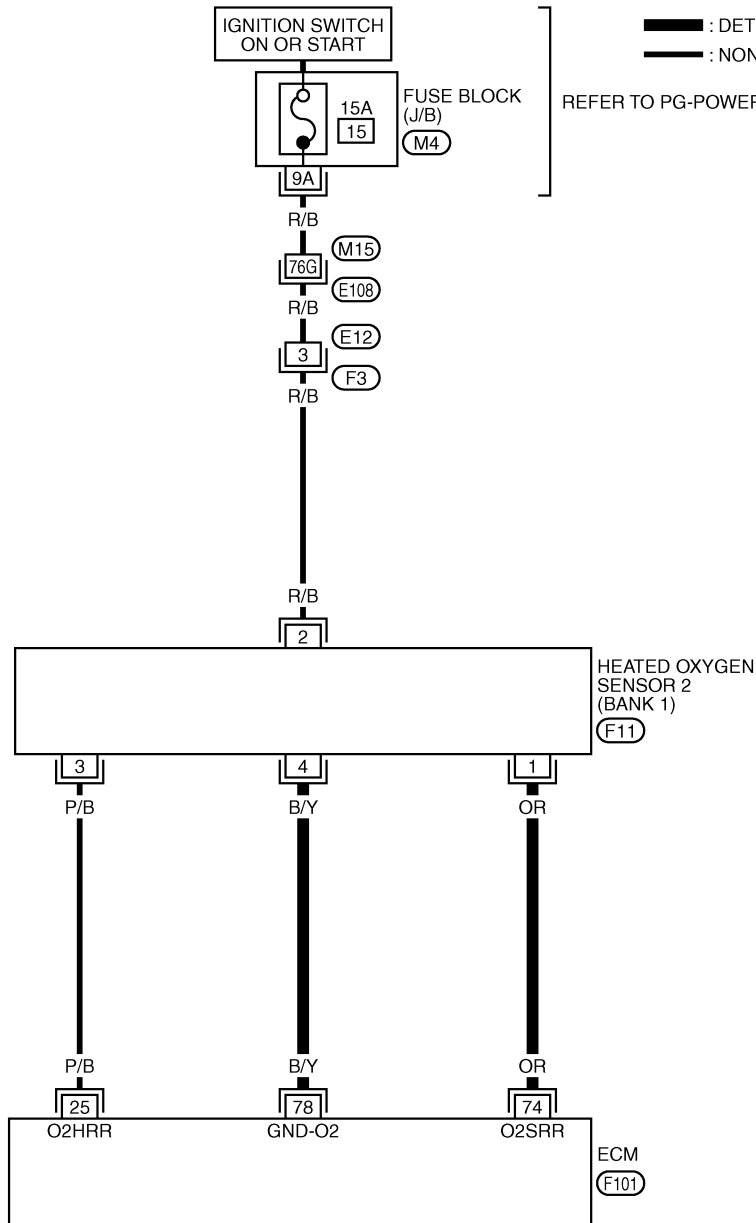 IGNITION SWITCH
ON OR START
: DET
: NON
REFER TO PG-POWER
FUSE BLOCK
(J/B)
M4
15A
15
9A
R/B
M15
76G
E108
R/B
E12
3
F3
R/B
R/B
2
HEATED OXYGEN
SENSOR 2
(BANK 1)
F11
3 4 1
P/B B/Y OR
P/B B/Y OR
25 78 74
O2HRR GND-O2 O2SRR
ECM
F101